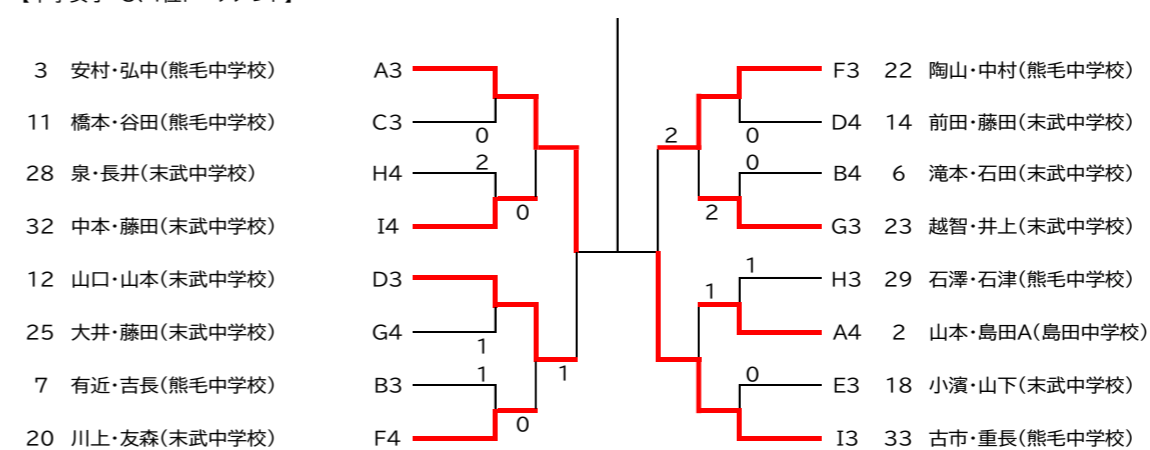 3 安村・弘中(熊毛中学校) A3 F3 22 陶山・中村(熊毛中学校)
11 橋本・谷田(熊毛中学校) C3 0 2 0 D4 14 前田・藤田(末武中学校)
28 泉・長井(末武中学校) H4 2 0 B4 6 滝本・石田(末武中学校)
32 中本・藤田(末武中学校) I4 0 2 G3 23 越智・井上(末武中学校)
12 山口・山本(末武中学校) D3 1 1 H3 29 石澤・石津(熊毛中学校)
25 大井・藤田(末武中学校) G4 1 A4 2 山本・島田A(島田中学校)
7 有近・吉長(熊毛中学校) B3 1 1 0 E3 18 小濱・山下(末武中学校)
20 川上・友森(末武中学校) F4 0 I3 33 古市・重長(熊毛中学校)